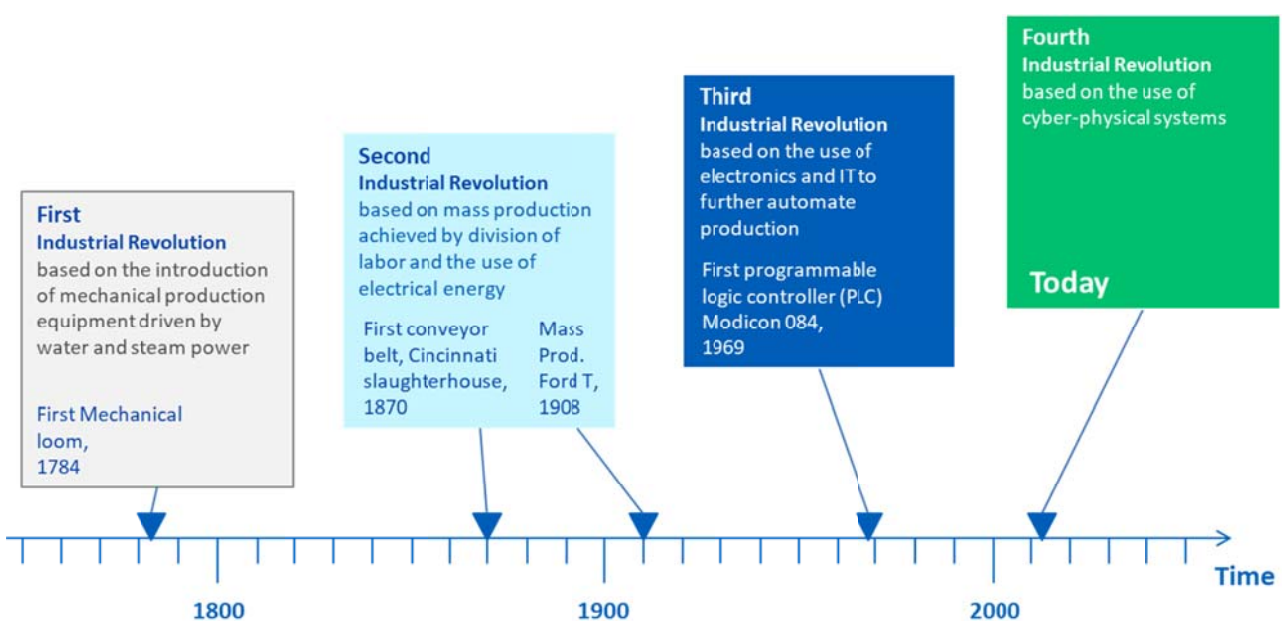 First
Industrial Revolution
based on the introduction
of mechanical production
equipment driven by
water and steam power
First Mechanical
loom,
1784
Second
Industrial Revolution
based on mass production
achieved by division of
labor and the use of
electrical energy
First conveyor
belt, Cincinnati
slaughterhouse,
1870
Mass
Prod.
Ford T,
1908
Third
Industrial Revolution
based on the use of
electronics and IT to
further automate
production
First programmable
logic controller (PLC)
Modicon 084,
1969
Fourth
Industrial Revolution
based on the use of
cyber-physical systems
Today
Time
1800
1900
2000